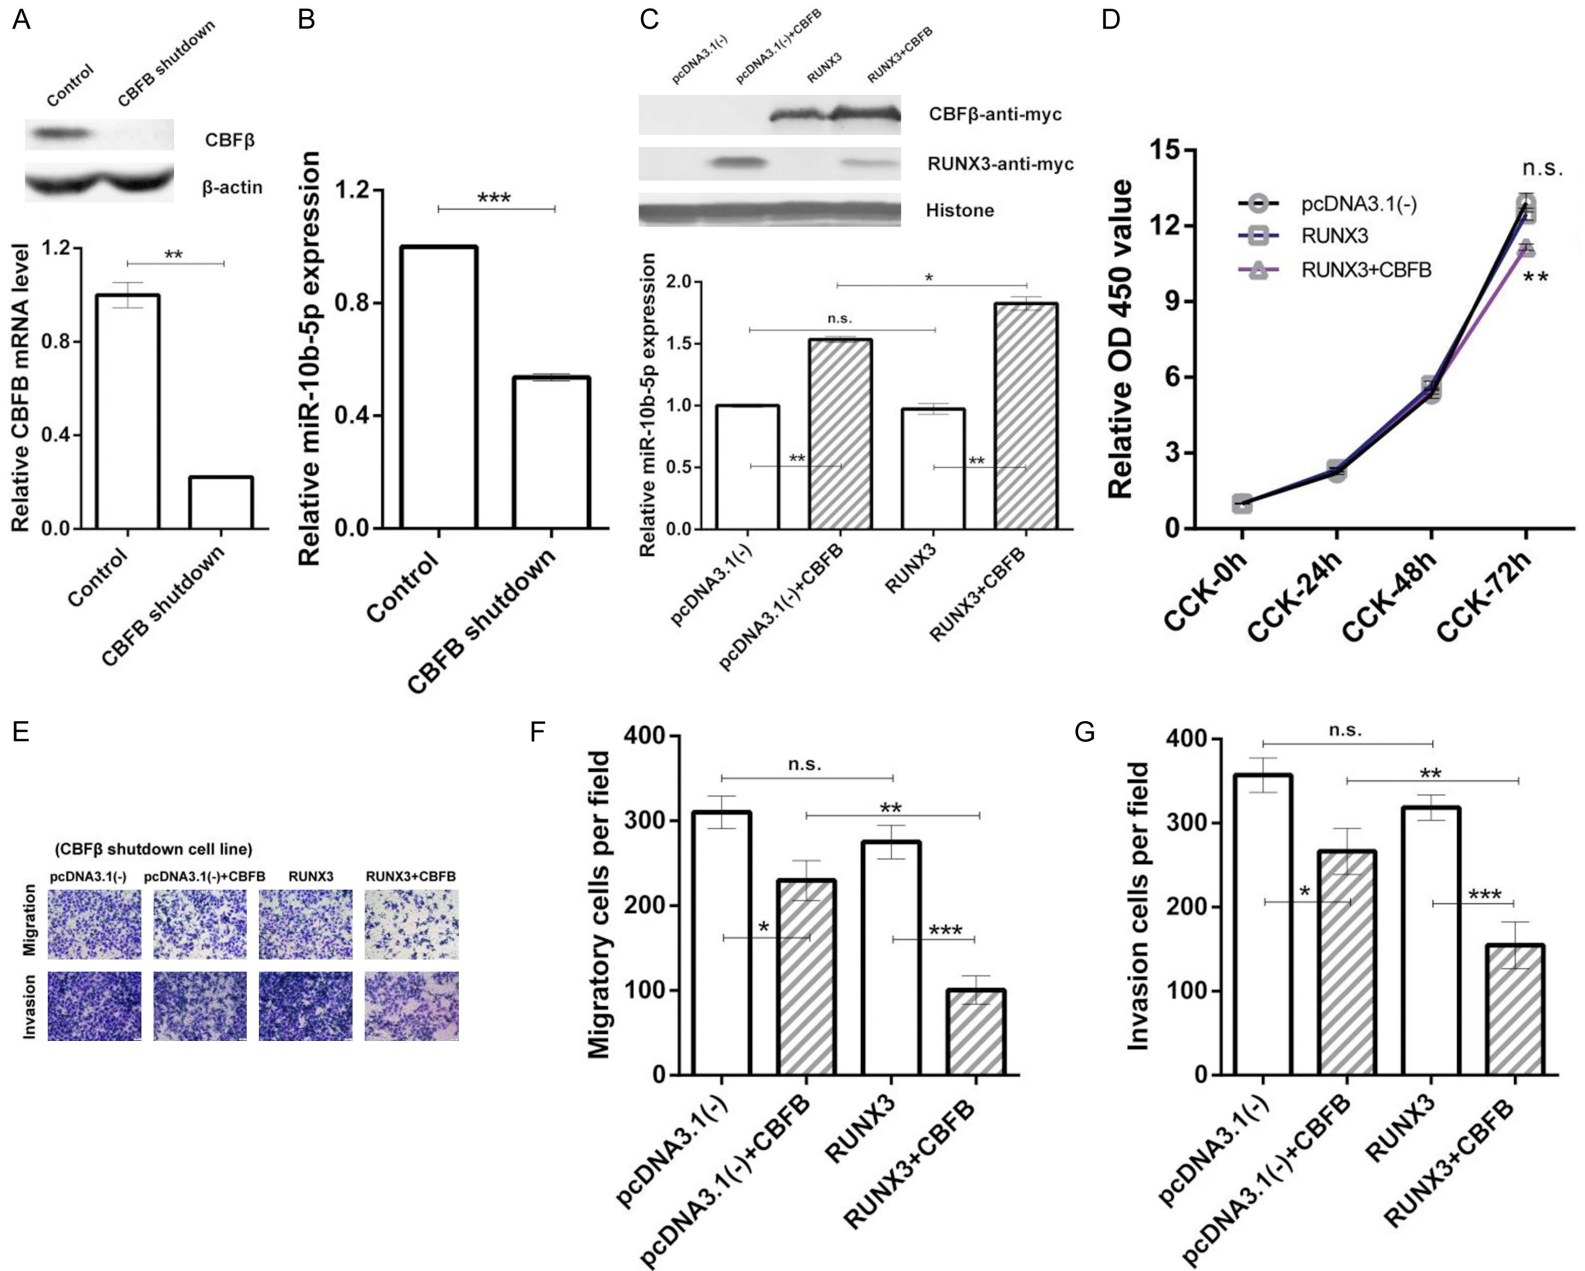 A
Control
CBFB shutdown
CBFβ
β-actin
Relative CBFB mRNA level
1.2
0.8
0.4
0.0
**
Control
CBFB shutdown
B
Relative miR-10b-5p expression
1.2
0.8
0.4
0.0
***
Control
CBFB shutdown
C
pcDNA3.1(-)
pcDNA3.1(-)+CBFB
RUNX3
RUNX3+CBFB
CBFβ-anti-myc
RUNX3-anti-myc
Histone
Relative miR-10b-5p expression
2.0
1.5
1.0
0.5
0.0
*
n.s.
**
**
pcDNA3.1(-)
pcDNA3.1(-)+CBFB
RUNX3
RUNX3+CBFB
D
Relative OD 450 value
15
12
9
6
3
0
pcDNA3.1(-)
RUNX3
RUNX3+CBFB
n.s.
**
CCK-0h
CCK-24h
CCK-48h
CCK-72h
E
(CBFβ shutdown cell line)
pcDNA3.1(-)
pcDNA3.1(-)+CBFB
RUNX3
RUNX3+CBFB
Migration
Invasion
F
Migratory cells per field
400
300
200
100
0
n.s.
**
*
***
pcDNA3.1(-)
pcDNA3.1(-)+CBFB
RUNX3
RUNX3+CBFB
G
Invasion cells per field
400
300
200
100
0
n.s.
**
*
***
pcDNA3.1(-)
pcDNA3.1(-)+CBFB
RUNX3
RUNX3+CBFB